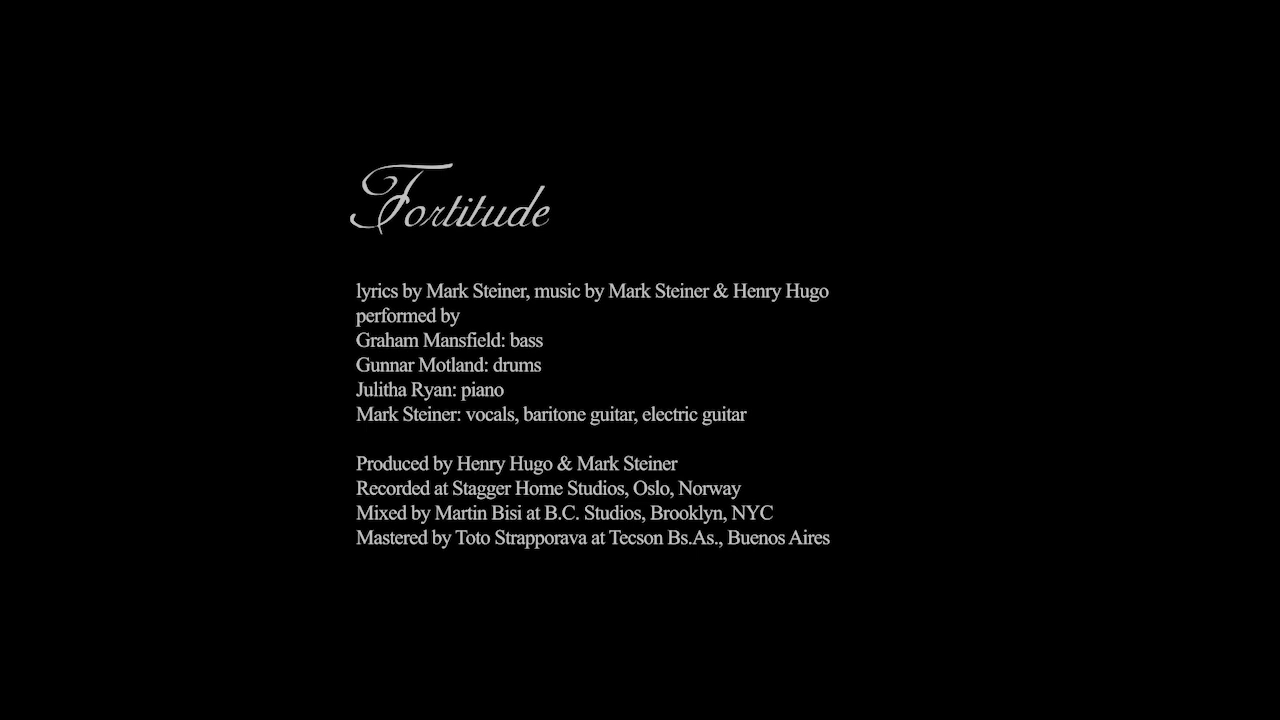 Fortitude
lyrics by Mark Steiner, music by Mark Steiner & Henry Hugo
performed by
Graham Mansfield: bass
Gunnar Motland: drums
Julitha Ryan: piano
Mark Steiner: vocals, baritone guitar, electric guitar
Produced by Henry Hugo & Mark Steiner
Recorded at Stagger Home Studios, Oslo, Norway
Mixed by Martin Bisi at B.C. Studios, Brooklyn, NYC
Mastered by Toto Strapporava at Tecson Bs.As., Buenos Aires